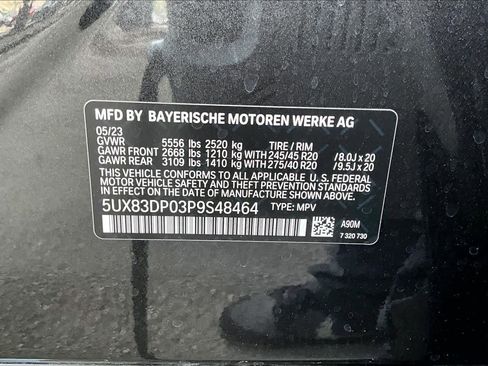 MFD BY BAYERISCHE MOTOREN WERKE AG
05/23
GVWR 5556 lbs 2520 kg TIRE / RIM
GAWR FRONT 2668 lbs 1210 kg WITH 245/45 R20 / 8.0J x 20
GAWR REAR 3109 lbs 1410 kg WITH 275/40 R20 / 9.5J x 20
THIS VEHICLE CONFORMS TO ALL APPLICABLE U. S. FEDERAL
MOTOR VEHICLE SAFETY AND THEFT PREVENTION STANDARDS
IN EFFECT ON THE DATE OF MANUFACTURE SHOWN ABOVE.
5UX83DP03P9S48464 TYPE: MPV
A90M
7 320 730